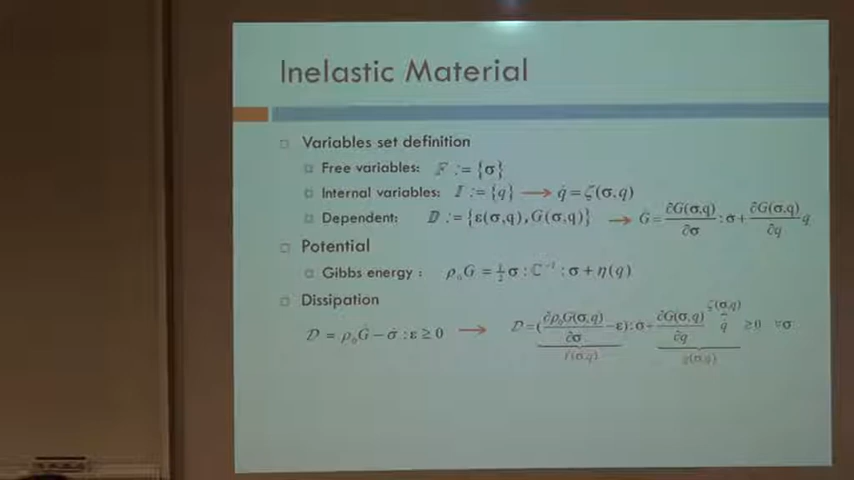 Inelastic Material
Variables set definition
Free variables: 𝔽 := {σ}
Internal variables: 𝕀 := {q} → q̇ = ζ(σ,q)
Dependent: 𝔻 := {ε(σ,q), G(σ,q)} → Ġ = ∂G(σ,q)/∂σ : σ̇ + ∂G(σ,q)/∂q q̇
Potential
Gibbs energy : ρ₀G = ½ σ : ℂ⁻¹ : σ + η(q)
Dissipation
𝒟 = ρ₀Ġ − σ̇ : ε ≥ 0 → 𝒟 = (∂ρ₀G(σ,q)/∂σ − ε) : σ̇ + ∂G(σ,q)/∂q q̇ ≥ 0 ∀σ̇
ζ(σ,q)
f(σ,q) g(σ,q)